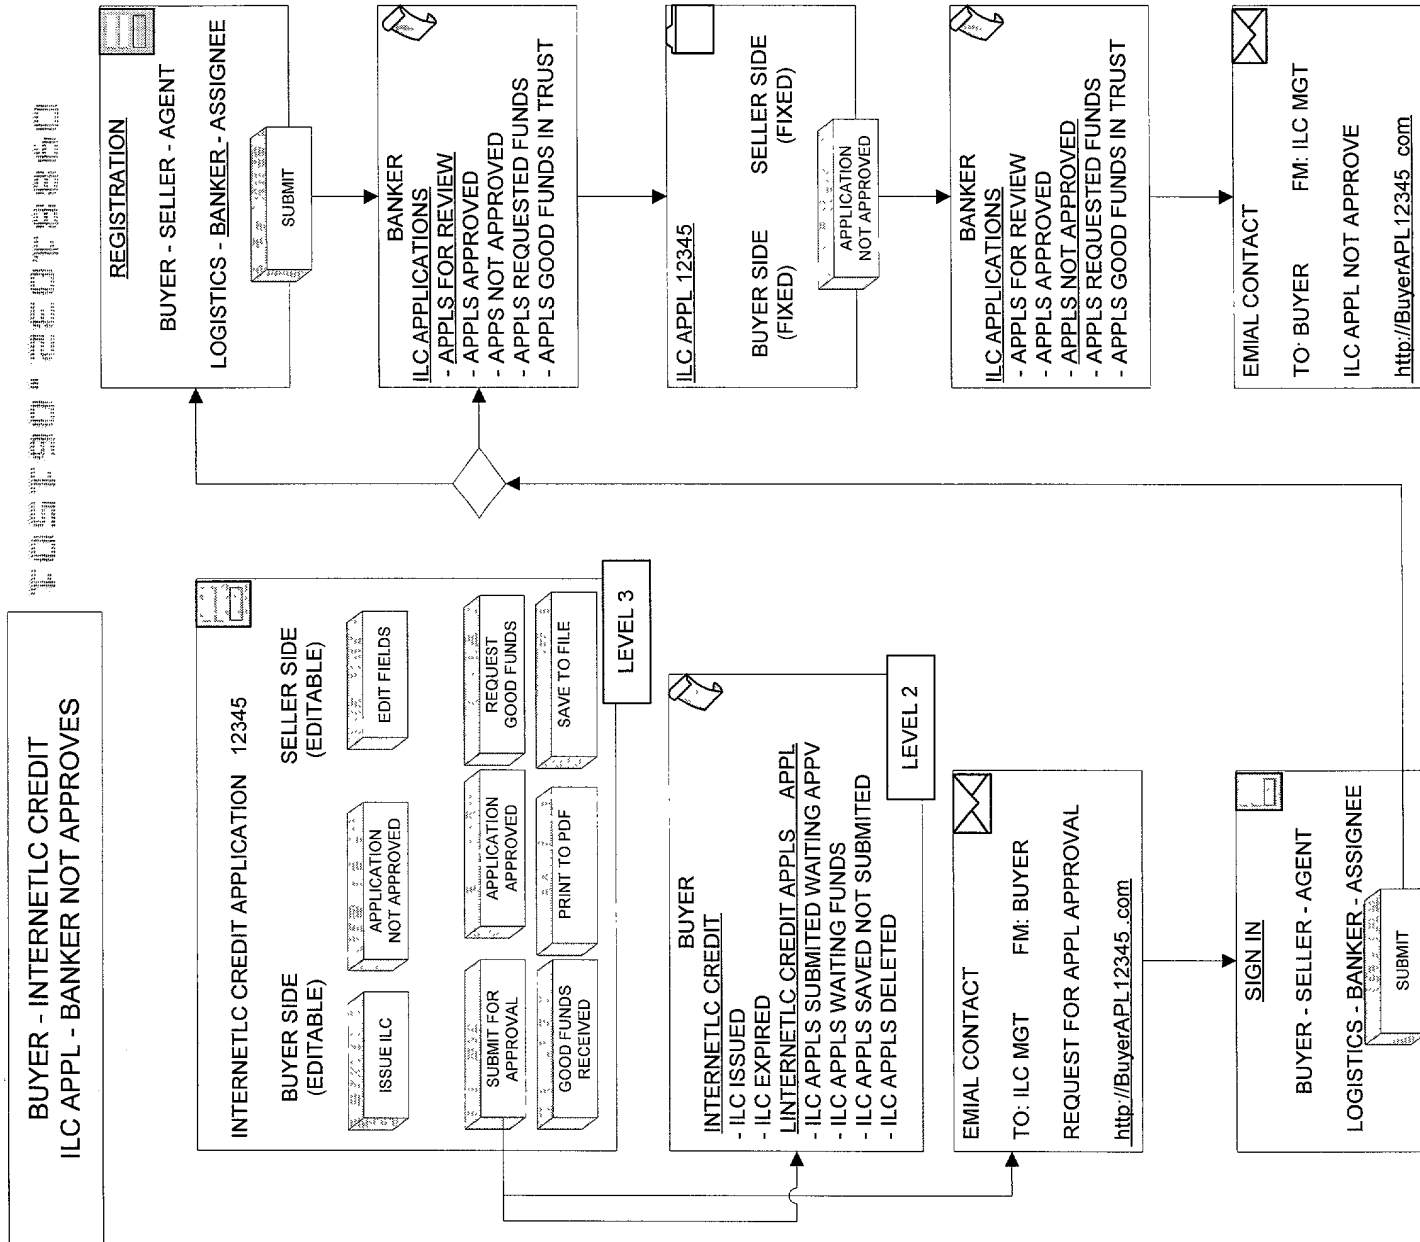 BUYER - INTERNETLC CREDIT
ILC APPL - BANKER NOT APPROVES
INTERNETLC CREDIT APPLICATION 12345
BUYER SIDE
(EDITABLE)
SELLER SIDE
(EDITABLE)
ISSUE ILC
APPLICATION
NOT APPROVED
EDIT FIELDS
SUBMIT FOR
APPROVAL
APPLICATION
APPROVED
REQUEST
GOOD FUNDS
GOOD FUNDS
RECEIVED
PRINT TO PDF
SAVE TO FILE
LEVEL 3
BUYER
INTERNETLC CREDIT
- ILC ISSUED
- ILC EXPIRED
LINTERNETLC CREDIT APPLS APPL
- ILC APPLS SUBMITED WAITING APPV
- ILC APPLS WAITING FUNDS
- ILC APPLS SAVED NOT SUBMITED
- ILC APPLS DELETED
LEVEL 2
EMIAL CONTACT
TO: ILC MGT FM: BUYER
REQUEST FOR APPL APPROVAL
http://BuyerAPL12345 .com
SIGN IN
BUYER - SELLER - AGENT
LOGISTICS - BANKER - ASSIGNEE
SUBMIT
REGISTRATION
BUYER - SELLER - AGENT
LOGISTICS - BANKER - ASSIGNEE
SUBMIT
BANKER
ILC APPLICATIONS
- APPLS FOR REVIEW
- APPLS APPROVED
- APPS NOT APPROVED
- APPLS REQUESTED FUNDS
- APPLS GOOD FUNDS IN TRUST
ILC APPL 12345
BUYER SIDE
(FIXED)
SELLER SIDE
(FIXED)
APPLICATION
NOT APPROVED
BANKER
ILC APPLICATIONS
- APPLS FOR REVIEW
- APPLS APPROVED
- APPLS NOT APPROVED
- APPLS REQUESTED FUNDS
- APPLS GOOD FUNDS IN TRUST
EMIAL CONTACT
TO: BUYER FM: ILC MGT
ILC APPL NOT APPROVE
http://BuyerAPL12345 com